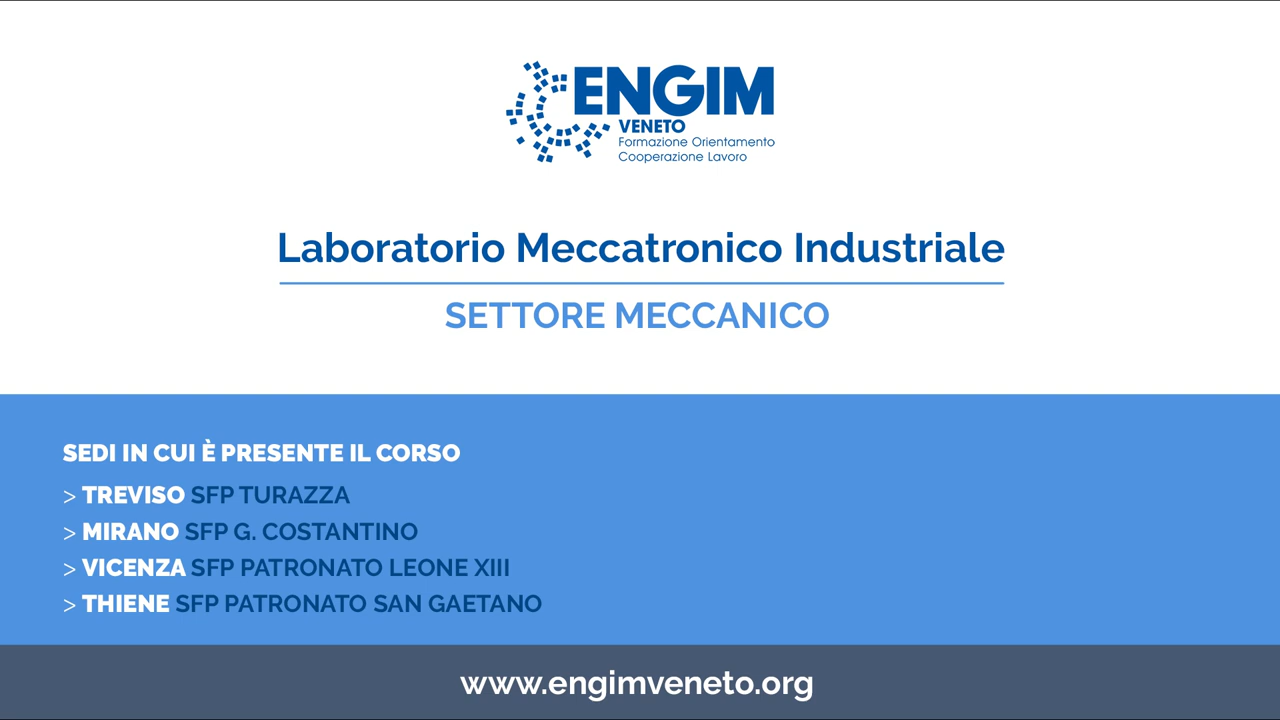 ENGIM
VENETO
Formazione Orientamento
Cooperazione Lavoro
Laboratorio Meccatronico Industriale
SETTORE MECCANICO
SEDI IN CUI È PRESENTE IL CORSO
> TREVISO SFP TURAZZA
> MIRANO SFP G. COSTANTINO
> VICENZA SFP PATRONATO LEONE XIII
> THIENE SFP PATRONATO SAN GAETANO
www.engimveneto.org